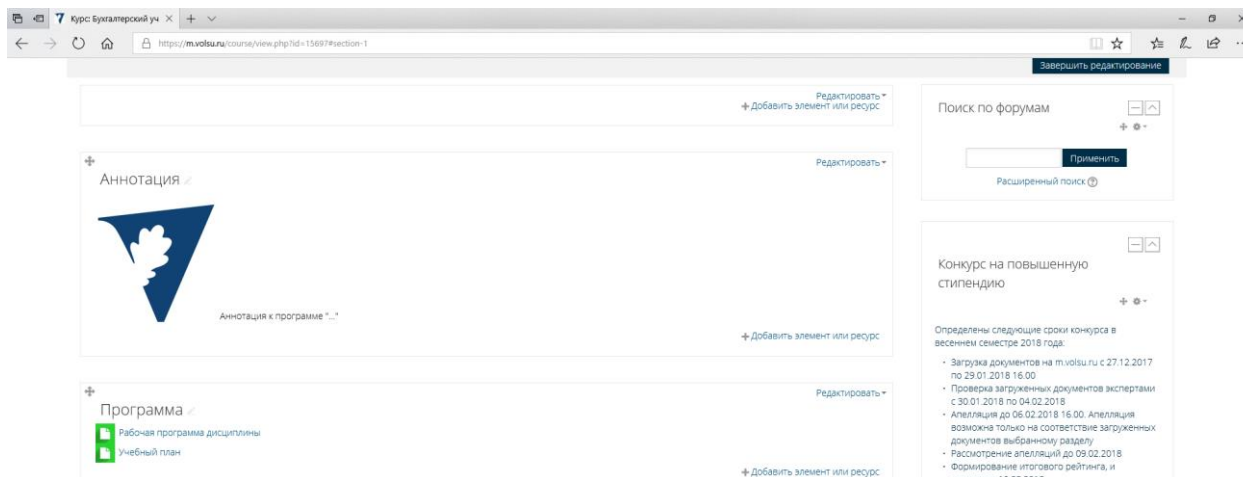 Курс: Бухгалтерский уч
https://m.volsu.ru/course/view.php?id=15697#section-1
Завершить редактирование
Редактировать
Добавить элемент или ресурс
Аннотация
Редактировать
Аннотация к программе "..."
Добавить элемент или ресурс
Программа
Редактировать
Рабочая программа дисциплины
Учебный план
Добавить элемент или ресурс
Поиск по форумам
Применить
Расширенный поиск
Конкурс на повышенную
стипендию
Определены следующие сроки конкурса в
весеннем семестре 2018 года:
Загрузка документов на m.volsu.ru с 27.12.2017
по 29.01.2018 16.00
Проверка загруженных документов экспертами
с 30.01.2018 по 04.02.2018
Апелляция до 06.02.2018 16.00. Апелляция
возможна только на соответствие загруженных
документов выбранному разделу
Рассмотрение апелляций до 09.02.2018
Формирование итогового рейтинга, и